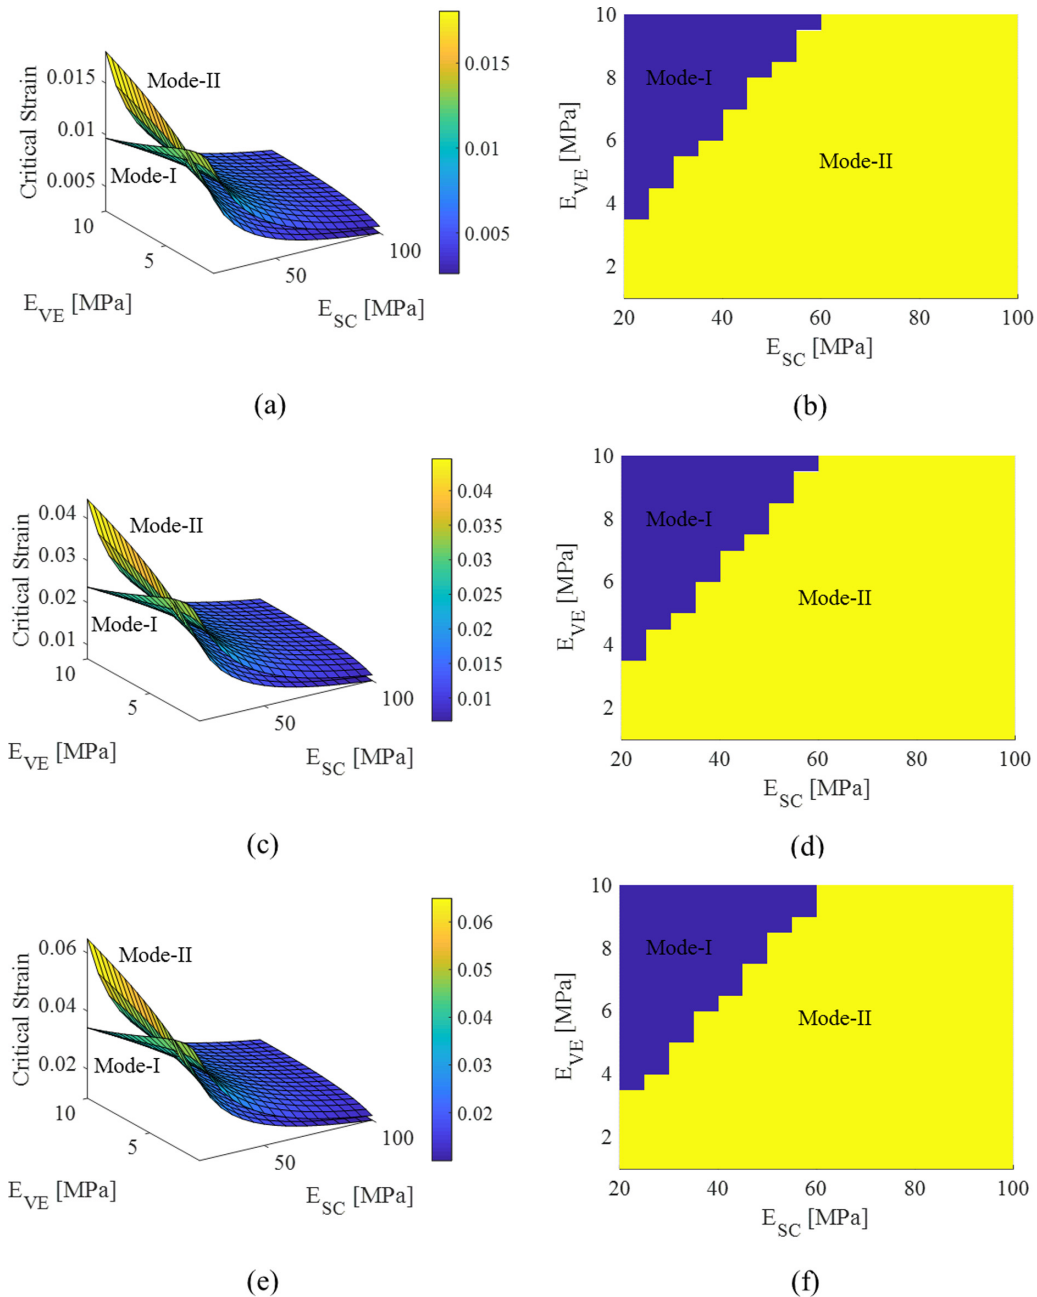 Critical Strain
0.015
0.01
0.005
Mode-II
Mode-I
10
5
50
100
E_VE [MPa]
E_SC [MPa]
0.015
0.01
0.005
(a)
E_VE [MPa]
10
8
6
4
2
Mode-I
Mode-II
20
40
60
80
100
E_SC [MPa]
(b)
Critical Strain
0.04
0.03
0.02
0.01
Mode-II
Mode-I
10
5
50
100
E_VE [MPa]
E_SC [MPa]
0.04
0.035
0.03
0.025
0.02
0.015
0.01
(c)
E_VE [MPa]
10
8
6
4
2
Mode-I
Mode-II
20
40
60
80
100
E_SC [MPa]
(d)
Critical Strain
0.06
0.04
0.02
Mode-II
Mode-I
10
5
50
100
E_VE [MPa]
E_SC [MPa]
0.06
0.05
0.04
0.03
0.02
(e)
E_VE [MPa]
10
8
6
4
2
Mode-I
Mode-II
20
40
60
80
100
E_SC [MPa]
(f)